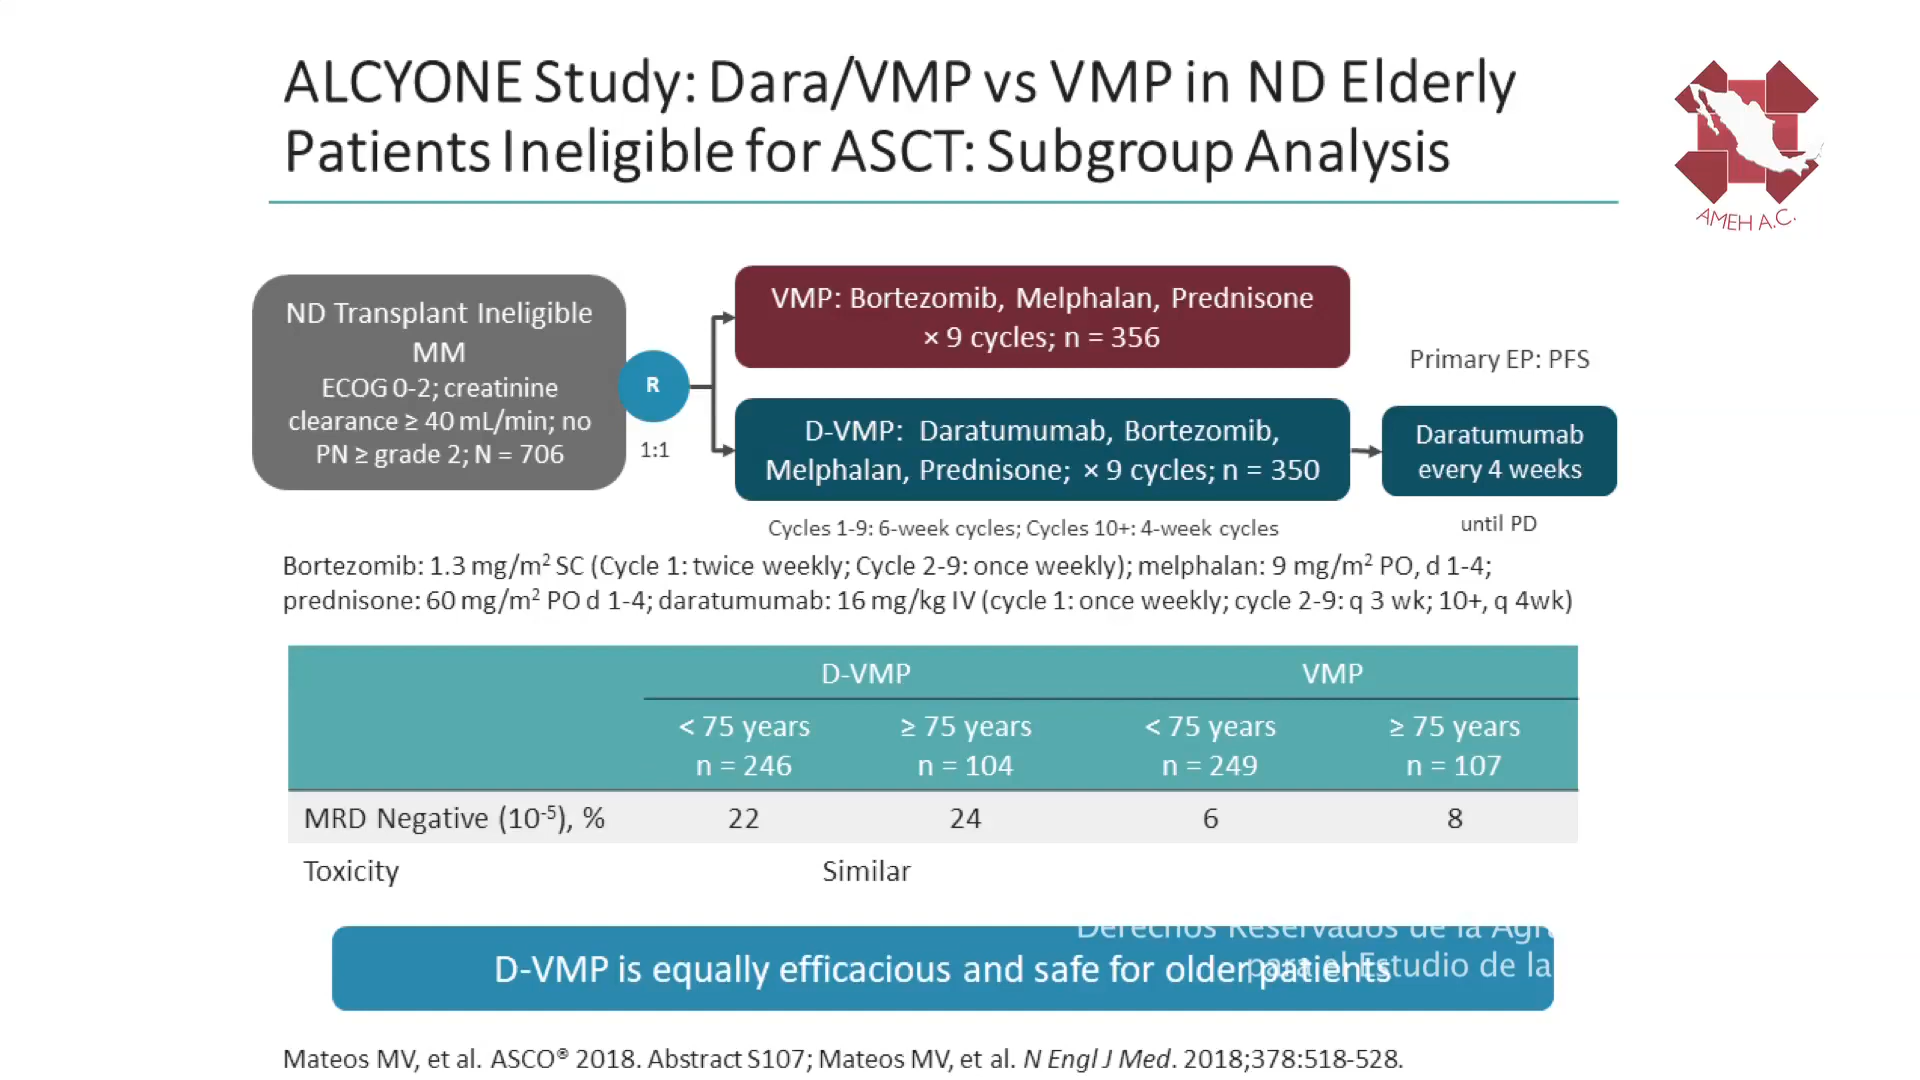 ALCYONE Study: Dara/VMP vs VMP in ND Elderly
Patients Ineligible for ASCT: Subgroup Analysis
AMEH A.C.
ND Transplant Ineligible
MM
ECOG 0-2; creatinine
clearance ≥ 40 mL/min; no
PN ≥ grade 2; N = 706
R
1:1
VMP: Bortezomib, Melphalan, Prednisone
× 9 cycles; n = 356
D-VMP: Daratumumab, Bortezomib,
Melphalan, Prednisone; × 9 cycles; n = 350
Primary EP: PFS
Daratumumab
every 4 weeks
until PD
Cycles 1-9: 6-week cycles; Cycles 10+: 4-week cycles
Bortezomib: 1.3 mg/m² SC (Cycle 1: twice weekly; Cycle 2-9: once weekly); melphalan: 9 mg/m² PO, d 1-4;
prednisone: 60 mg/m² PO d 1-4; daratumumab: 16 mg/kg IV (cycle 1: once weekly; cycle 2-9: q 3 wk; 10+, q 4wk)
D-VMP VMP
< 75 years ≥ 75 years < 75 years ≥ 75 years
n = 246 n = 104 n = 249 n = 107
MRD Negative (10⁻⁵), % 22 24 6 8
Toxicity Similar
Derechos Reservados de la
para el Estudio de la
D-VMP is equally efficacious and safe for older patients
Mateos MV, et al. ASCO® 2018. Abstract S107; Mateos MV, et al. N Engl J Med. 2018;378:518-528.